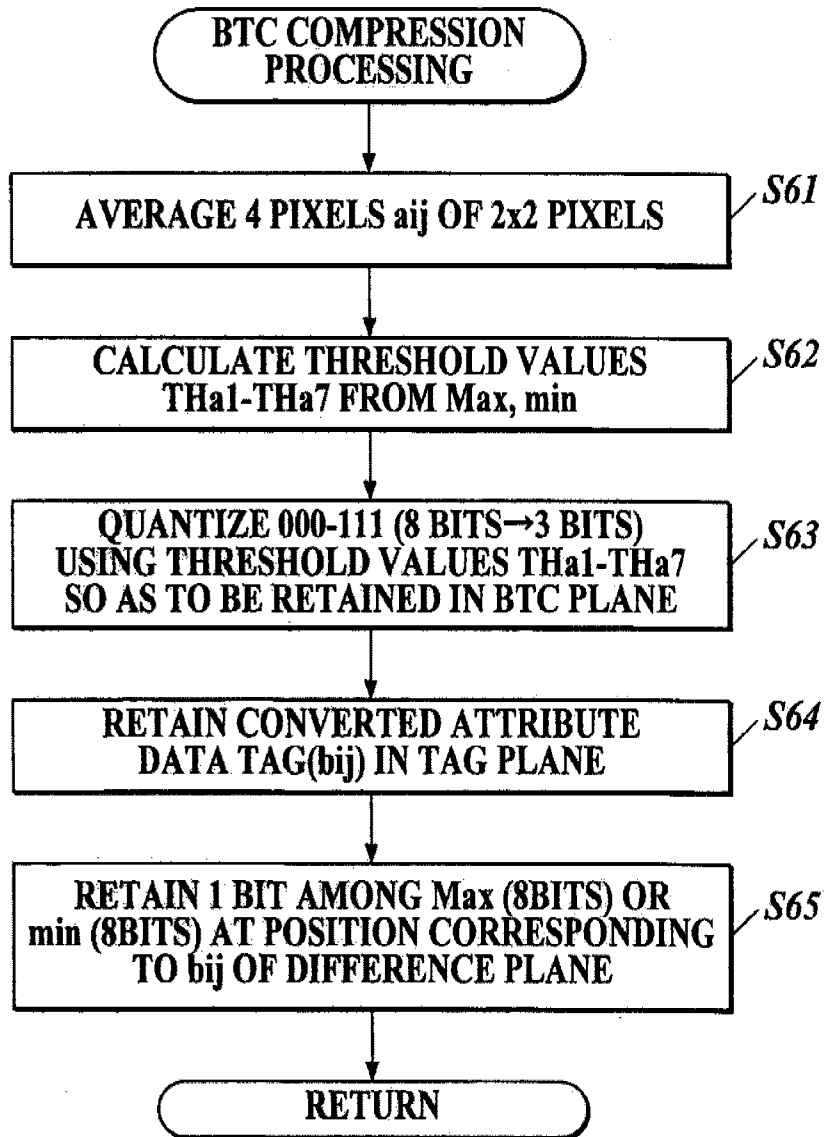 BTC COMPRESSION
PROCESSING
AVERAGE 4 PIXELS aij OF 2x2 PIXELS
S61
CALCULATE THRESHOLD VALUES
THa1-THa7 FROM Max, min
S62
QUANTIZE 000-111 (8 BITS→3 BITS)
USING THRESHOLD VALUES THa1-THa7
SO AS TO BE RETAINED IN BTC PLANE
S63
RETAIN CONVERTED ATTRIBUTE
DATA TAG(bij) IN TAG PLANE
S64
RETAIN 1 BIT AMONG Max (8BITS) OR
min (8BITS) AT POSITION CORRESPONDING
TO bij OF DIFFERENCE PLANE
S65
RETURN